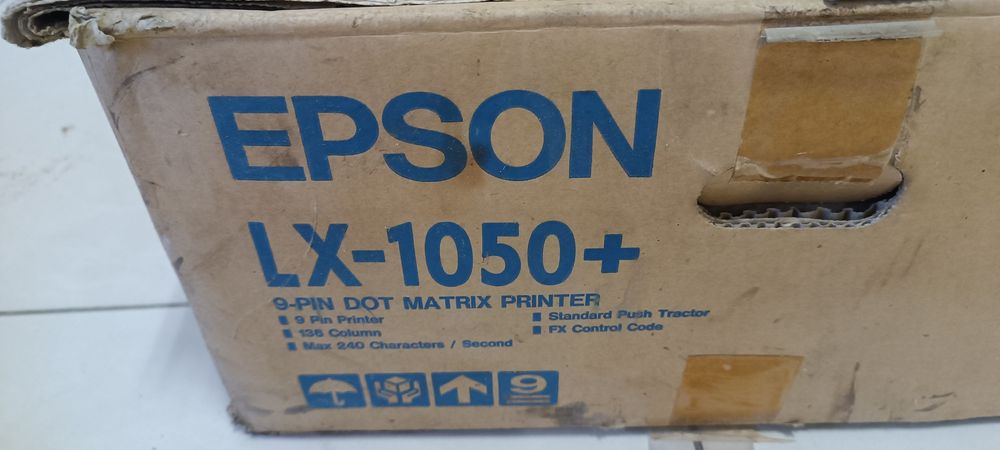 EPSON
LX-1050+
9-PIN DOT MATRIX PRINTER
9 Pin Printer
136 Column
Max 240 Characters / Second
Standard Push Tractor
FX Control Code
9